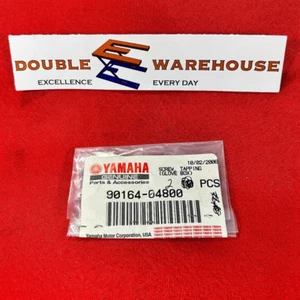 DOUBLE WAREHOUSE
EXCELLENCE EVERY DAY
10/02/2006
YAMAHA
GENUINE
Parts & Accessories
SCREW, TAPPING
(GLOVE BOX)
2 PCS
90164-04800
Yamaha Motor Corporation, USA